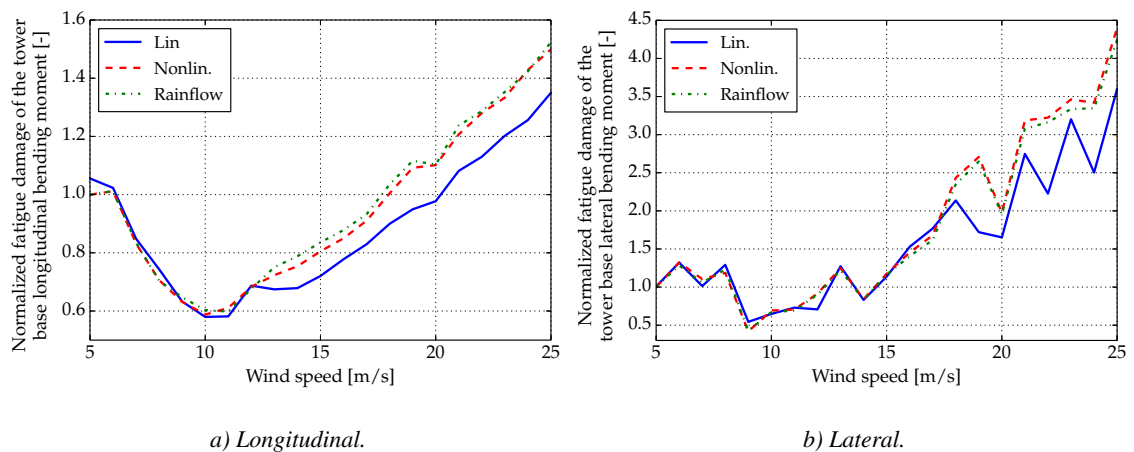 Normalized fatigue damage of the tower
base longitudinal bending moment [-]
1.6
1.4
1.2
1.0
0.8
0.6
Lin
Nonlin.
Rainflow
5 10 15 20 25
Wind speed [m/s]
a) Longitudinal.
Normalized fatigue damage of the
tower base lateral bending moment [-]
4.5
4.0
3.5
3.0
2.5
2.0
1.5
1.0
0.5
Lin.
Nonlin.
Rainflow
5 10 15 20 25
Wind speed [m/s]
b) Lateral.